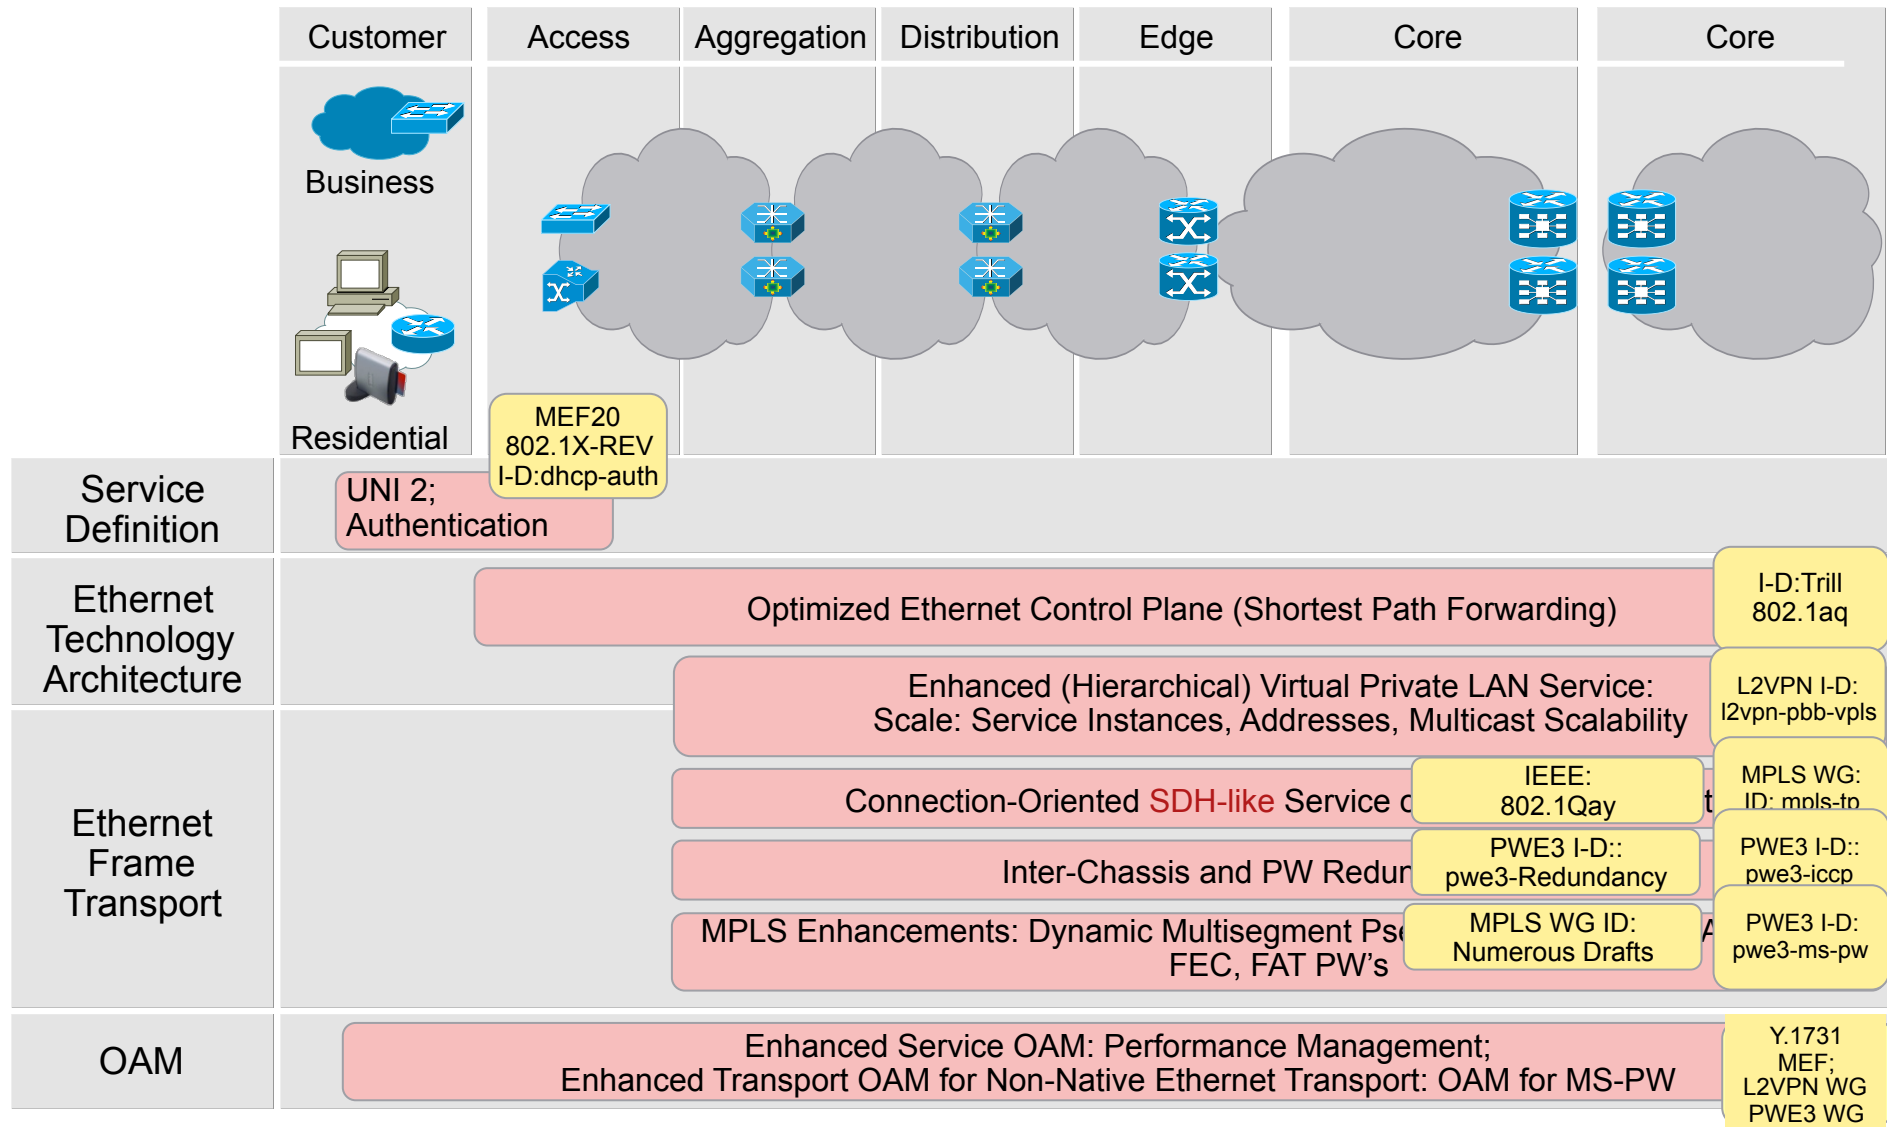 Customer
Access
Aggregation
Distribution
Edge
Core
Core
Business
Residential
MEF20
802.1X-REV
I-D:dhcp-auth
Service
Definition
UNI 2;
Authentication
Ethernet
Technology
Architecture
Optimized Ethernet Control Plane (Shortest Path Forwarding)
I-D:Trill
802.1aq
Enhanced (Hierarchical) Virtual Private LAN Service:
Scale: Service Instances, Addresses, Multicast Scalability
L2VPN I-D:
l2vpn-pbb-vpls
Ethernet
Frame
Transport
Connection-Oriented SDH-like Service
IEEE:
802.1Qay
MPLS WG:
ID: mpls-tp
Inter-Chassis and PW
PWE3 I-D::
pwe3-Redundancy
PWE3 I-D::
pwe3-iccp
MPLS Enhancements: Dynamic Multisegment
FEC, FAT PW’s
MPLS WG ID:
Numerous Drafts
PWE3 I-D:
pwe3-ms-pw
OAM
Enhanced Service OAM: Performance Management;
Enhanced Transport OAM for Non-Native Ethernet Transport: OAM for MS-PW
Y.1731
MEF;
L2VPN WG
PWE3 WG